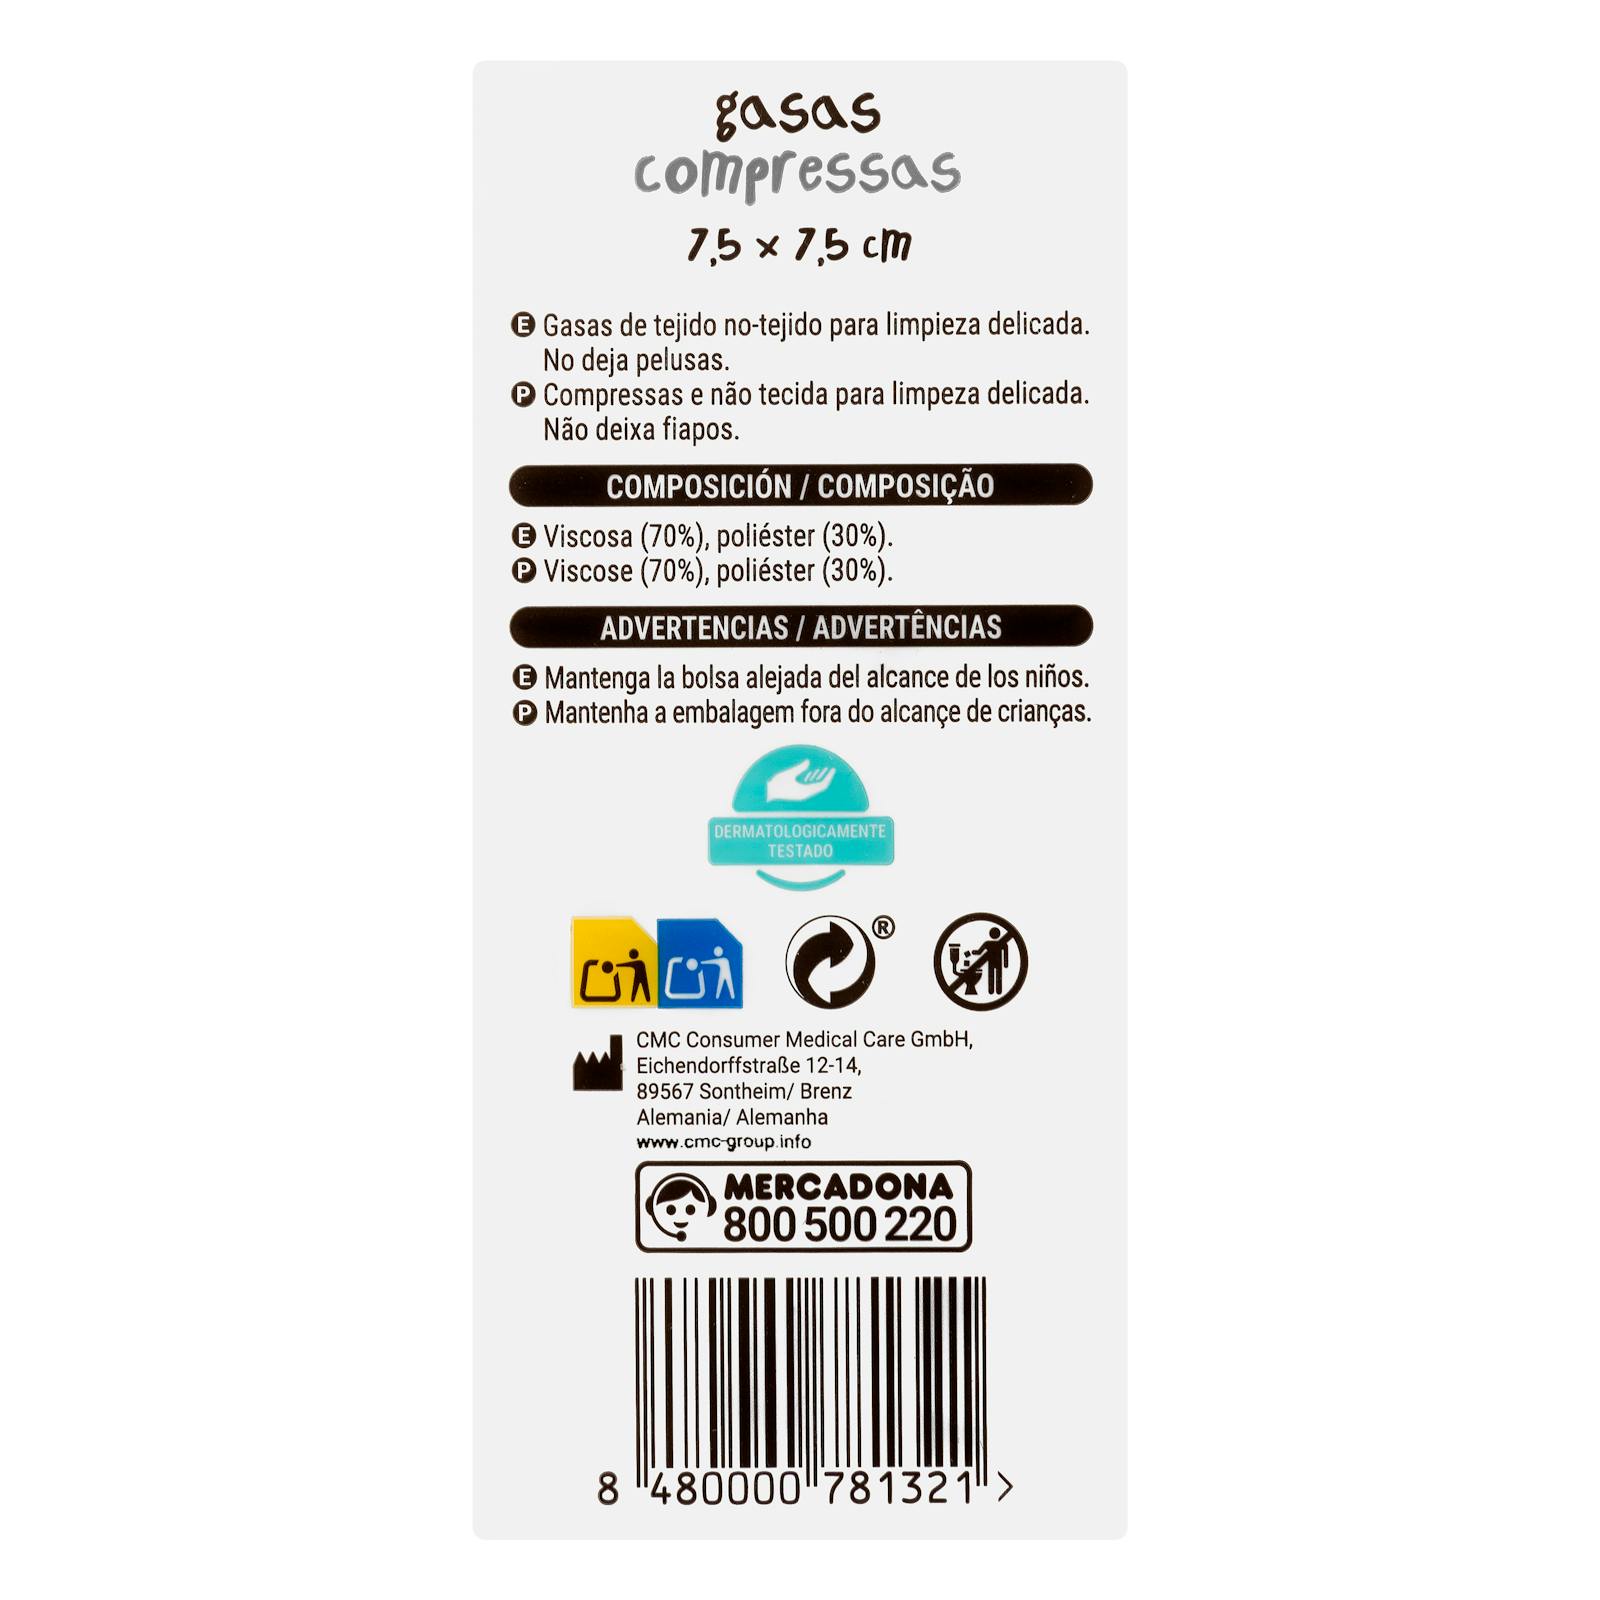 gasas
compressas
7,5 x 7,5 cm
E Gasas de tejido no-tejido para limpieza delicada.
No deja pelusas.
P Compressas e não tecida para limpeza delicada.
Não deixa fiapos.
COMPOSICIÓN / COMPOSIÇÃO
E Viscosa (70%), poliéster (30%).
P Viscose (70%), poliéster (30%).
ADVERTENCIAS / ADVERTÊNCIAS
E Mantenga la bolsa alejada del alcance de los niños.
P Mantenha a embalagem fora do alcançe de crianças.
DERMATOLOGICAMENTE
TESTADO
®
CMC Consumer Medical Care GmbH,
Eichendorffstraße 12-14,
89567 Sontheim/ Brenz
Alemania/ Alemanha
www.cmc-group.info
MERCADONA
800 500 220
8 480000 781321 >